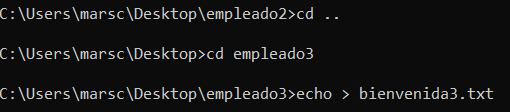 C:\Users\marsc\Desktop\empleado2>cd ..
C:\Users\marsc\Desktop>cd empleado3
C:\Users\marsc\Desktop\empleado3>echo > bienvenida3.txt